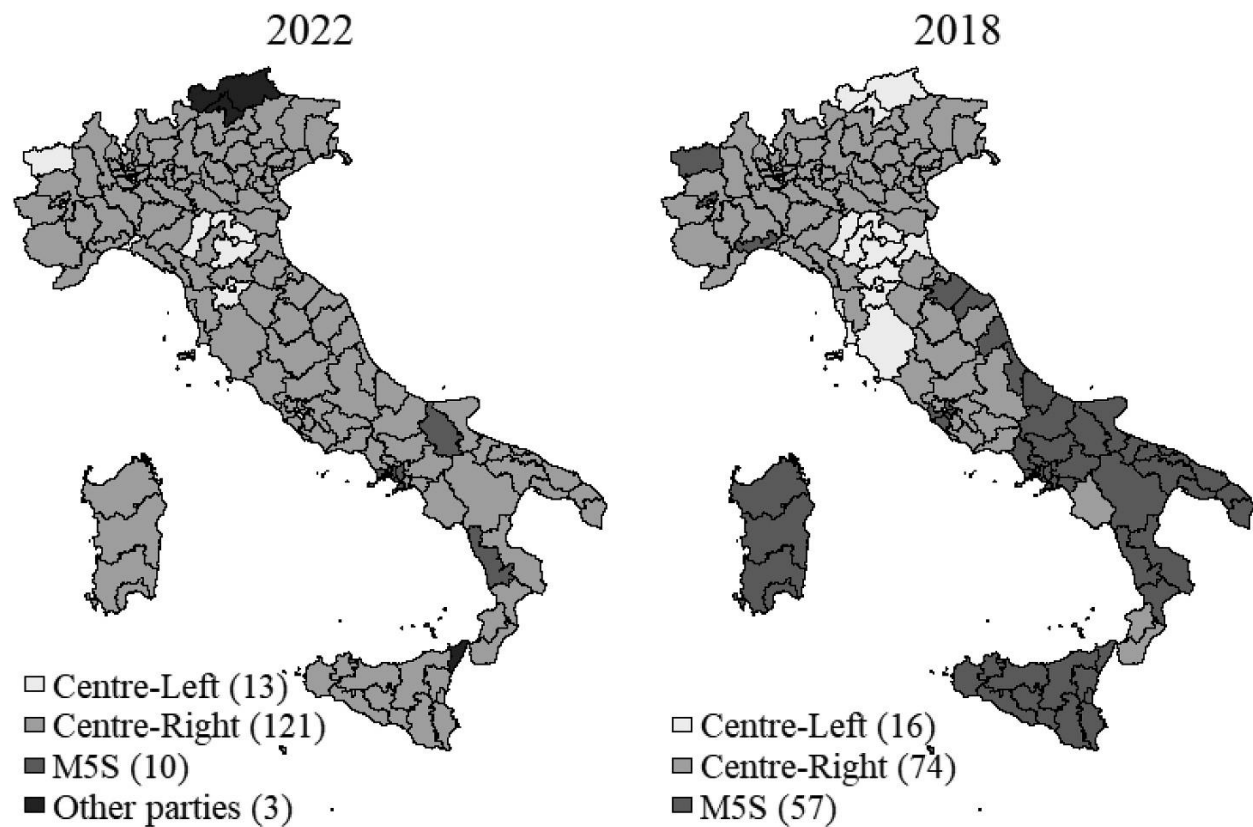 2022
Centre-Left (13)
Centre-Right (121)
M5S (10)
Other parties (3)
2018
Centre-Left (16)
Centre-Right (74)
M5S (57)